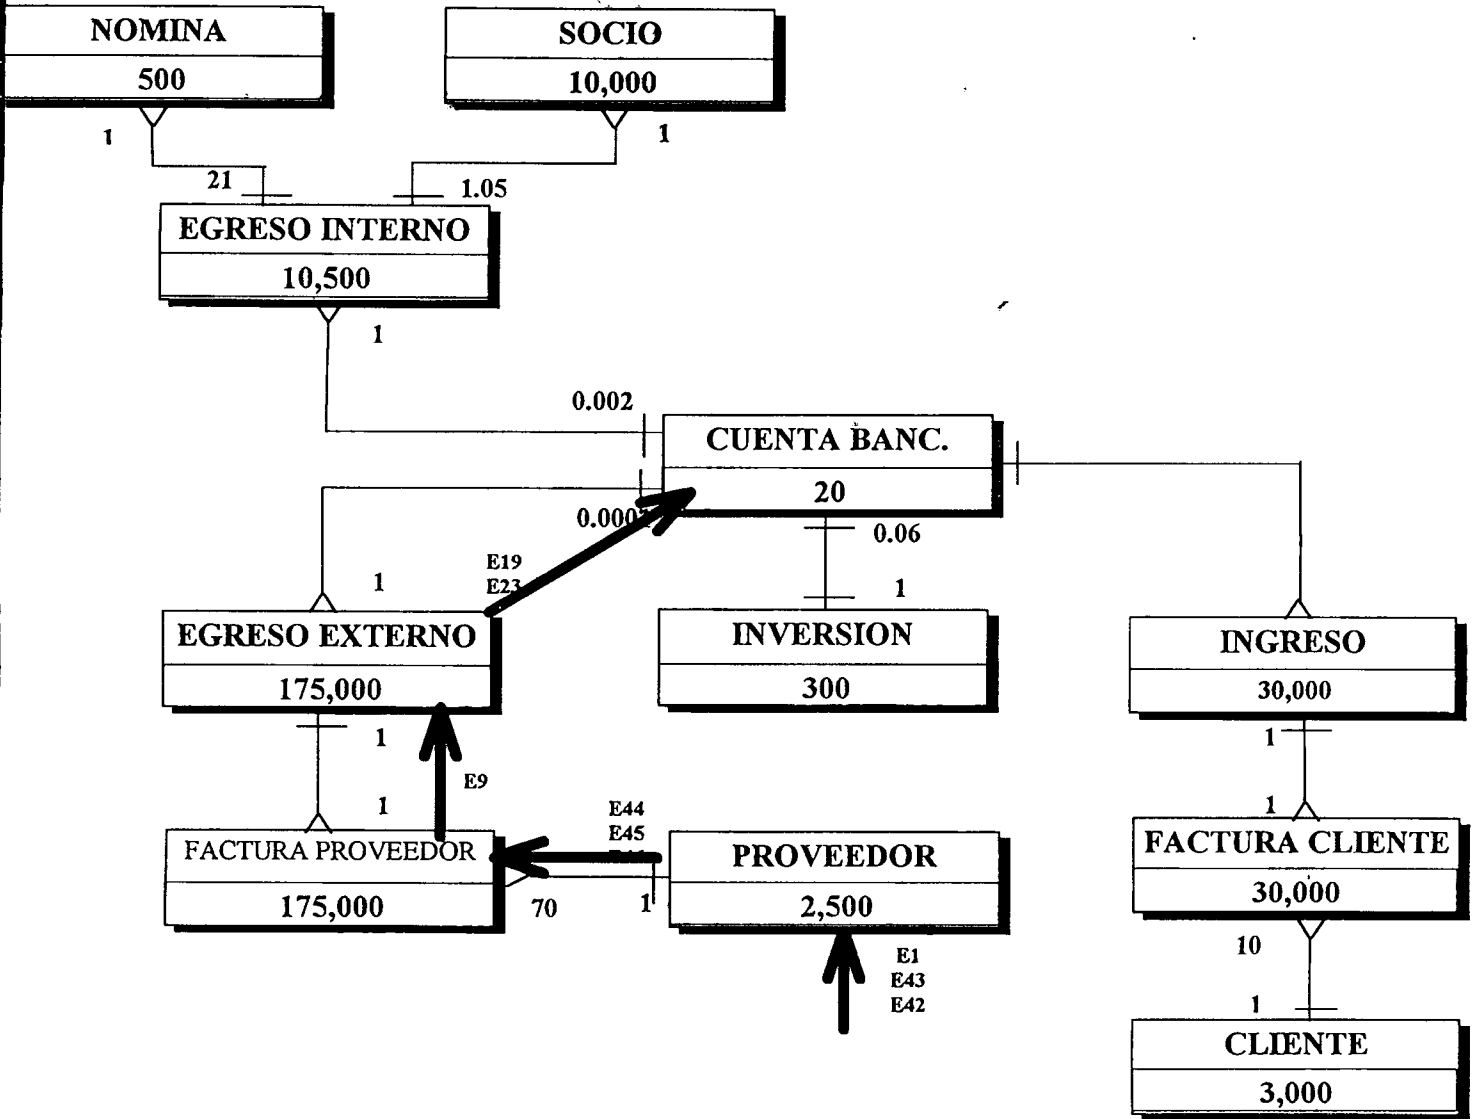 NOMINA
500
SOCIO
10,000
1
1
21
1.05
EGRESO INTERNO
10,500
1
0.002
CUENTA BANC.
20
0.06
E19
E23
1
1
EGRESO EXTERNO
175,000
INVERSION
300
INGRESO
30,000
1
1
E9
1
1
E44
E45
FACTURA PROVEEDOR
175,000
PROVEEDOR
2,500
FACTURA CLIENTE
30,000
70
1
10
E1
E43
E42
1
CLIENTE
3,000